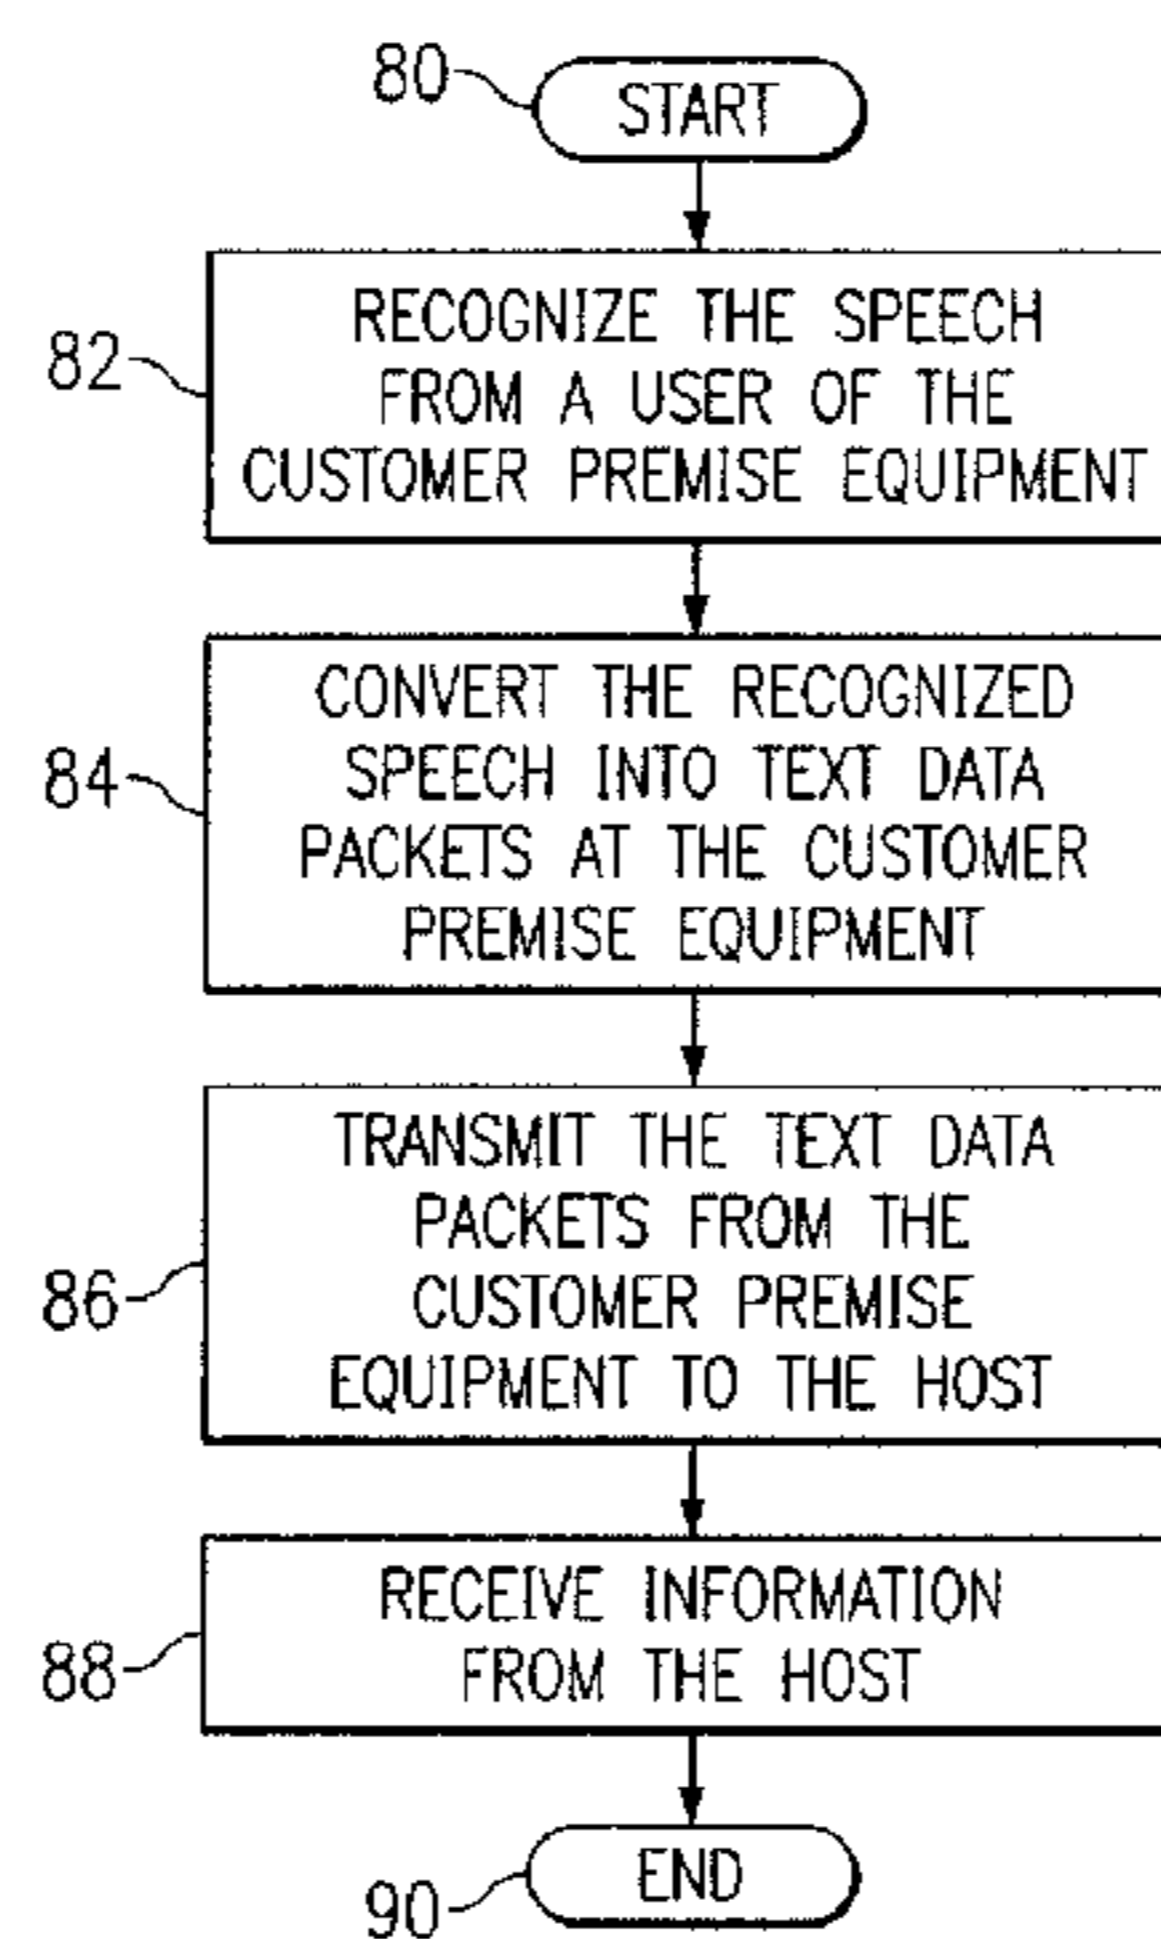 80
START
82
RECOGNIZE THE SPEECH
FROM A USER OF THE
CUSTOMER PREMISE EQUIPMENT
84
CONVERT THE RECOGNIZED
SPEECH INTO TEXT DATA
PACKETS AT THE CUSTOMER
PREMISE EQUIPMENT
86
TRANSMIT THE TEXT DATA
PACKETS FROM THE
CUSTOMER PREMISE
EQUIPMENT TO THE HOST
88
RECEIVE INFORMATION
FROM THE HOST
90
END